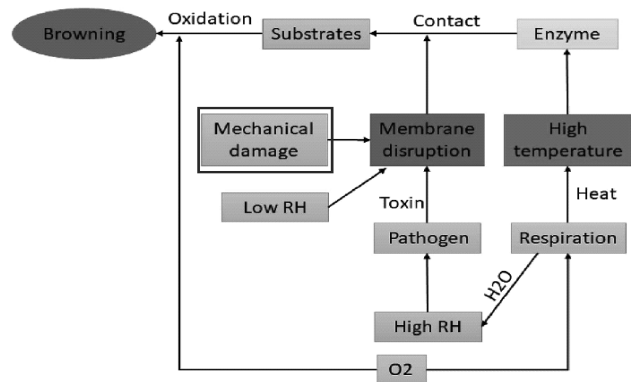 Oxidation
Contact
Browning
Substrates
Enzyme
Mechanical
damage
Membrane
disruption
High
temperature
Low RH
Toxin
Heat
Pathogen
Respiration
H2O
High RH
O2